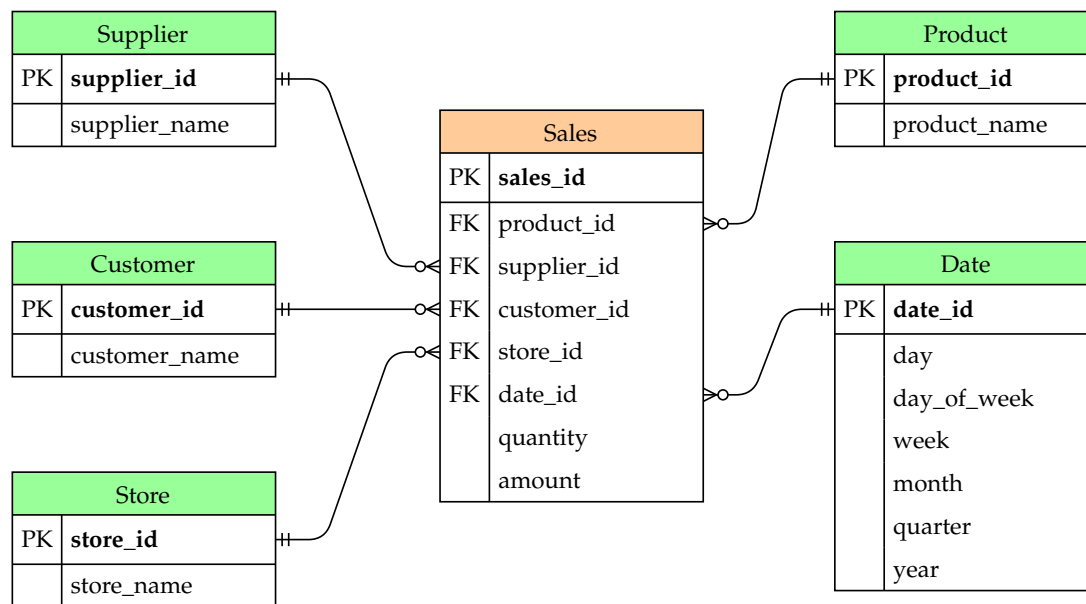 Supplier
PK supplier_id
supplier_name
Customer
PK customer_id
customer_name
Store
PK store_id
store_name
Sales
PK sales_id
FK product_id
FK supplier_id
FK customer_id
FK store_id
FK date_id
quantity
amount
Product
PK product_id
product_name
Date
PK date_id
day
day_of_week
week
month
quarter
year